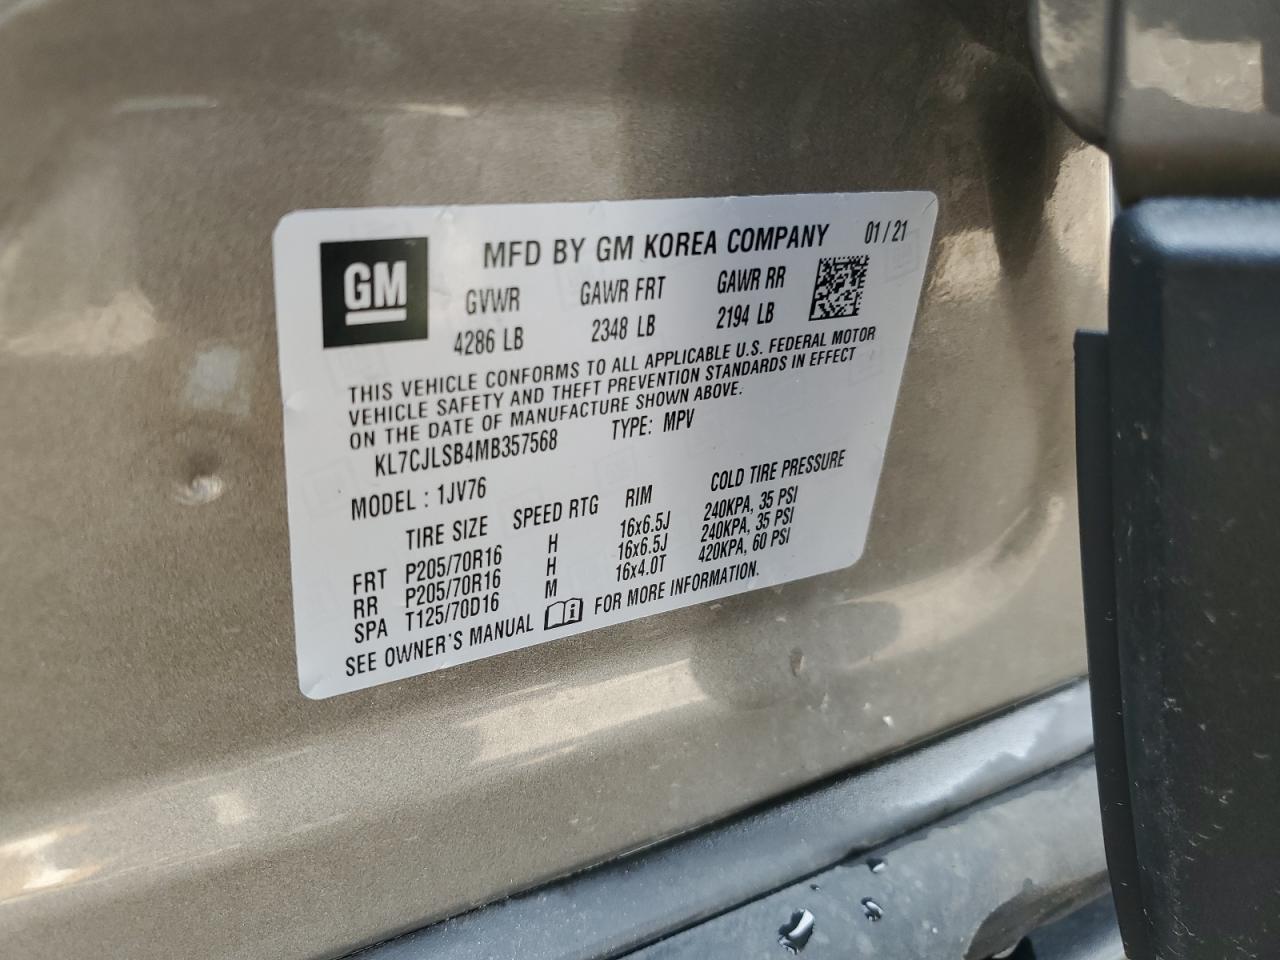 GM
MFD BY GM KOREA COMPANY 01/21
GVWR GAWR FRT GAWR RR
4286 LB 2348 LB 2194 LB
THIS VEHICLE CONFORMS TO ALL APPLICABLE U.S. FEDERAL MOTOR
VEHICLE SAFETY AND THEFT PREVENTION STANDARDS IN EFFECT
ON THE DATE OF MANUFACTURE SHOWN ABOVE.
KL7CJLSB4MB357568 TYPE: MPV
MODEL : 1JV76
TIRE SIZE SPEED RTG RIM COLD TIRE PRESSURE
FRT P205/70R16 H 16x6.5J 240KPA, 35 PSI
RR P205/70R16 H 16x6.5J 240KPA, 35 PSI
SPA T125/70D16 M 16x4.0T 420KPA, 60 PSI
SEE OWNER'S MANUAL FOR MORE INFORMATION.